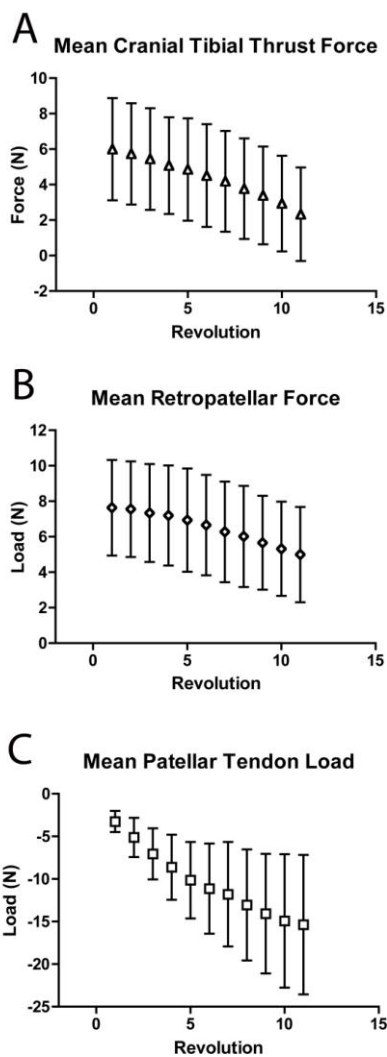 A
Mean Cranial Tibial Thrust Force
Force (N)
10
8
6
4
2
0
-2
0 5 10 15
Revolution
B
Mean Retropatellar Force
Load (N)
12
10
8
6
4
2
0
0 5 10 15
Revolution
C
Mean Patellar Tendon Load
Load (N)
0
-5
-10
-15
-20
-25
0 5 10 15
Revolution